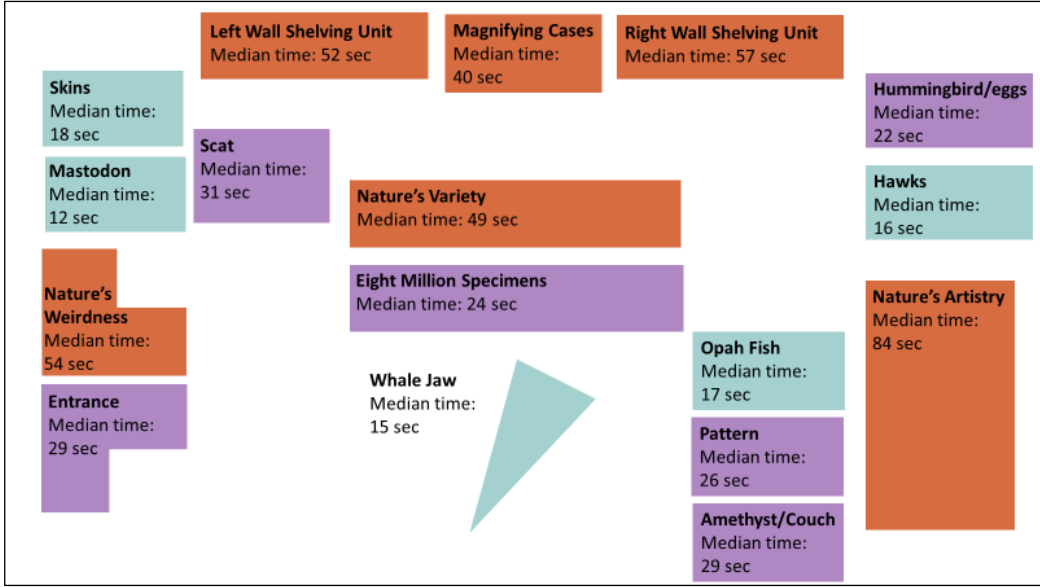 Left Wall Shelving Unit
Median time: 52 sec
Magnifying Cases
Median time:
40 sec
Right Wall Shelving Unit
Median time: 57 sec
Skins
Median time:
18 sec
Hummingbird/eggs
Median time:
22 sec
Scat
Median time:
31 sec
Mastodon
Median time:
12 sec
Nature’s Variety
Median time: 49 sec
Hawks
Median time:
16 sec
Nature’s
Weirdness
Median time:
54 sec
Eight Million Specimens
Median time: 24 sec
Nature’s Artistry
Median time:
84 sec
Opah Fish
Median time:
17 sec
Whale Jaw
Median time:
15 sec
Entrance
Median time:
29 sec
Pattern
Median time:
26 sec
Amethyst/Couch
Median time:
29 sec